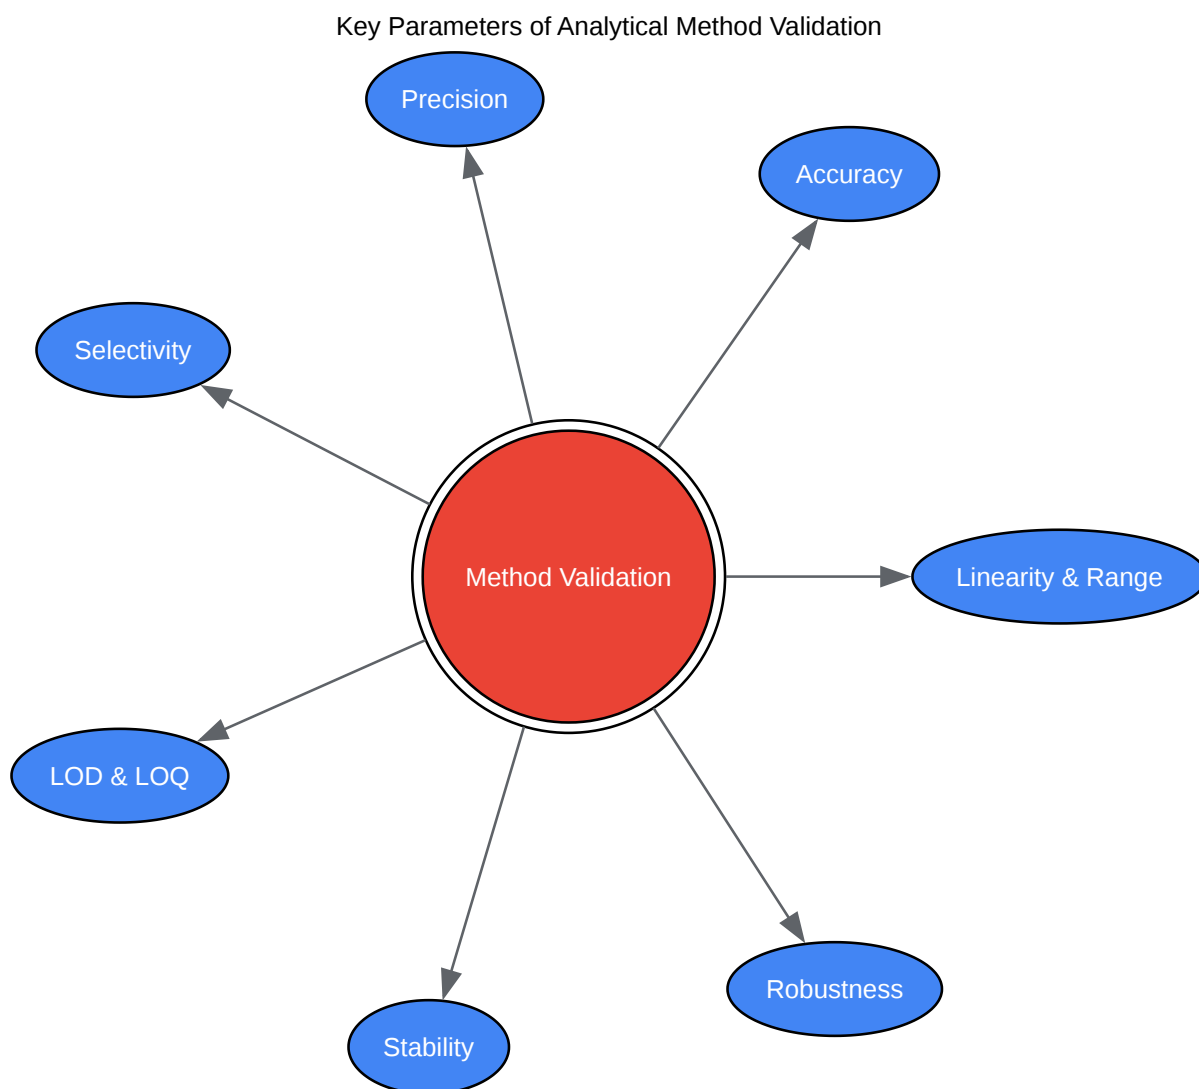 Key Parameters of Analytical Method Validation
Precision
Accuracy
Selectivity
Method Validation
Linearity & Range
LOD & LOQ
Robustness
Stability